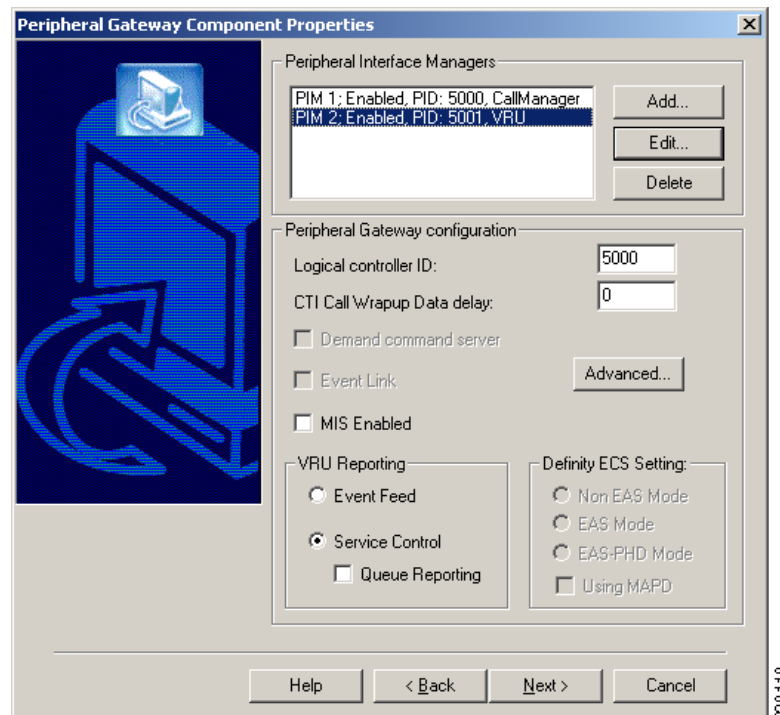 Peripheral Gateway Component Properties
Peripheral Interface Managers
PIM 1; Enabled, PID: 5000, CallManager
PIM 2; Enabled, PID: 5001, VRU
Add...
Edit...
Delete
Peripheral Gateway configuration
Logical controller ID:
5000
CTI Call Wrapup Data delay:
0
Demand command server
Event Link
Advanced...
MIS Enabled
VRU Reporting
Event Feed
Service Control
Queue Reporting
Definity ECS Setting:
Non EAS Mode
EAS Mode
EAS-PHD Mode
Using MAPD
Help
< Back
Next >
Cancel